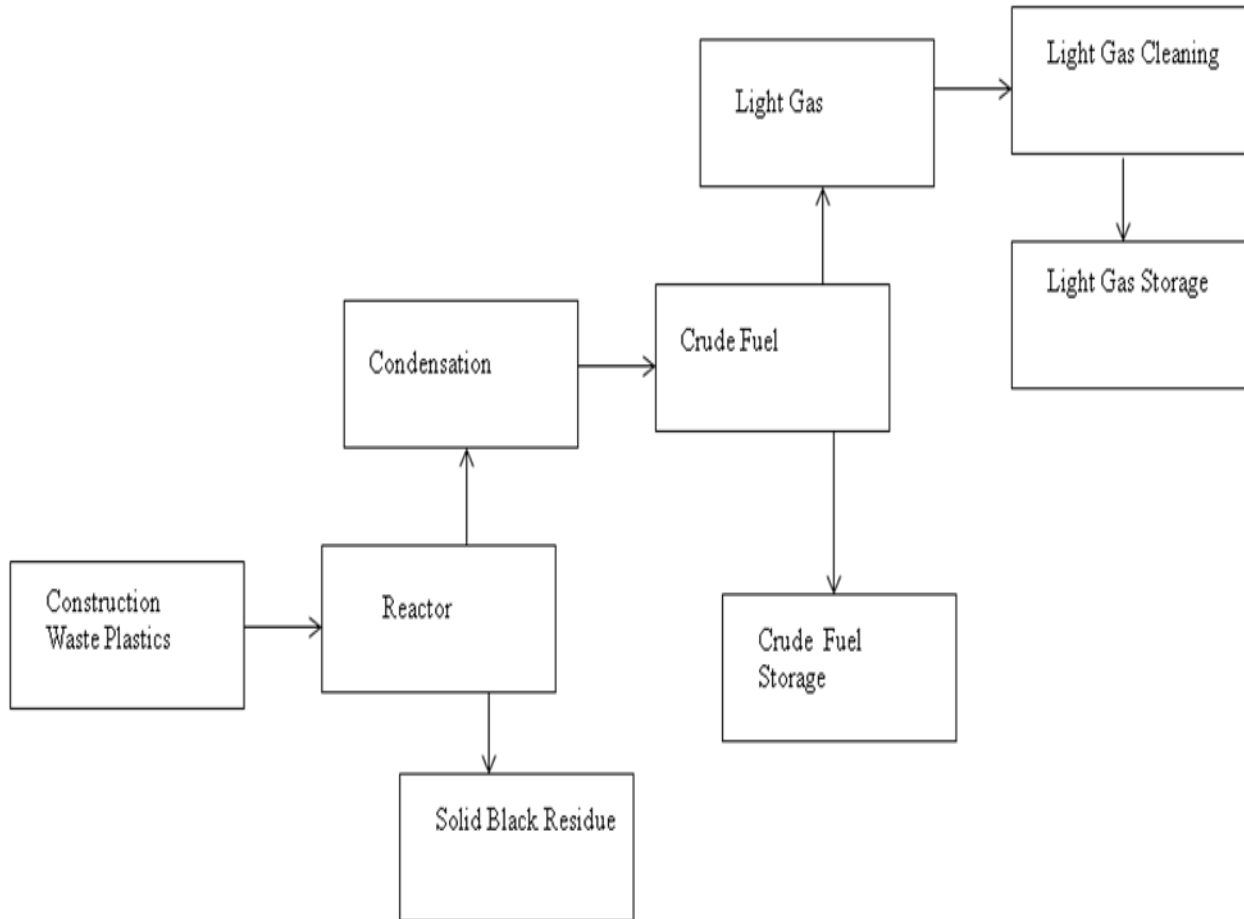 Light Gas Cleaning
Light Gas
Light Gas Storage
Crude Fuel
Condensation
Construction
Waste Plastics
Reactor
Crude Fuel
Storage
Solid Black Residue